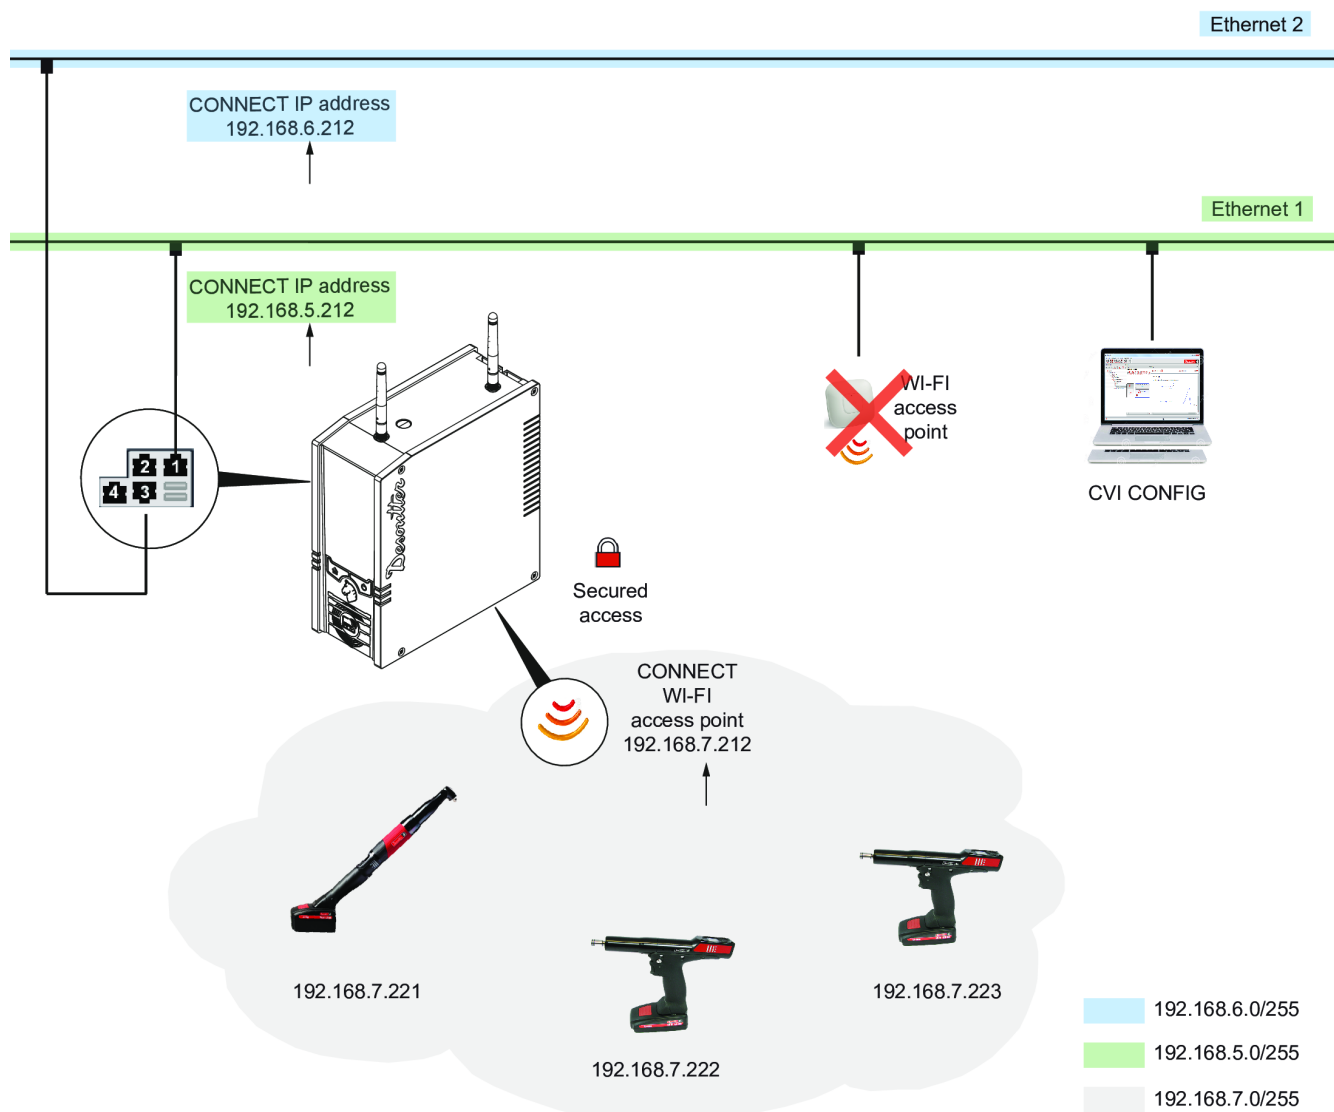 Ethernet 2
CONNECT IP address
192.168.6.212
Ethernet 1
CONNECT IP address
192.168.5.212
WI-FI
access
point
2
1
4
3
CVI CONFIG
Desoutter
Secured
access
CONNECT
WI-FI
access point
192.168.7.212
192.168.7.221
192.168.7.223
192.168.7.222
192.168.6.0/255
192.168.5.0/255
192.168.7.0/255